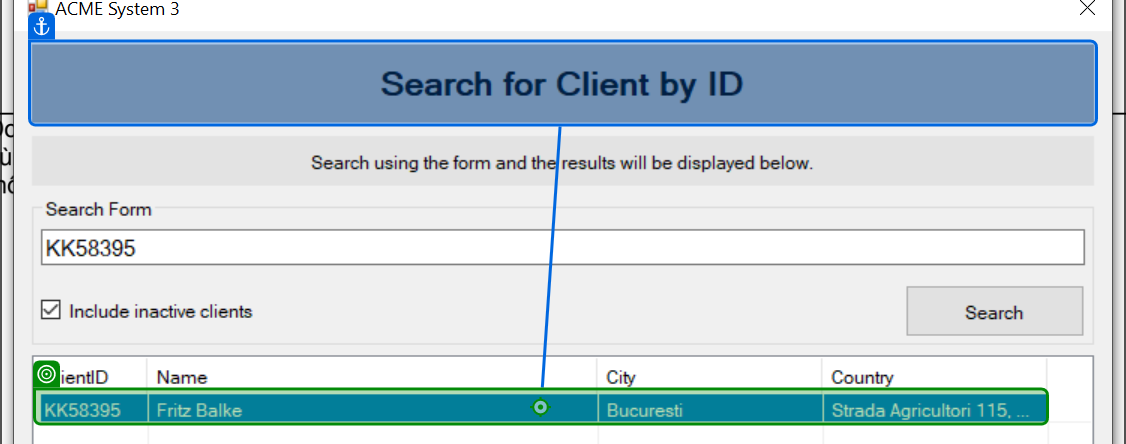 ACME System 3
Search for Client by ID
Search using the form and the results will be displayed below.
Search Form
KK58395
Include inactive clients
Search
ientID Name City Country
KK58395 Fritz Balke Bucuresti Strada Agricultori 115, ...